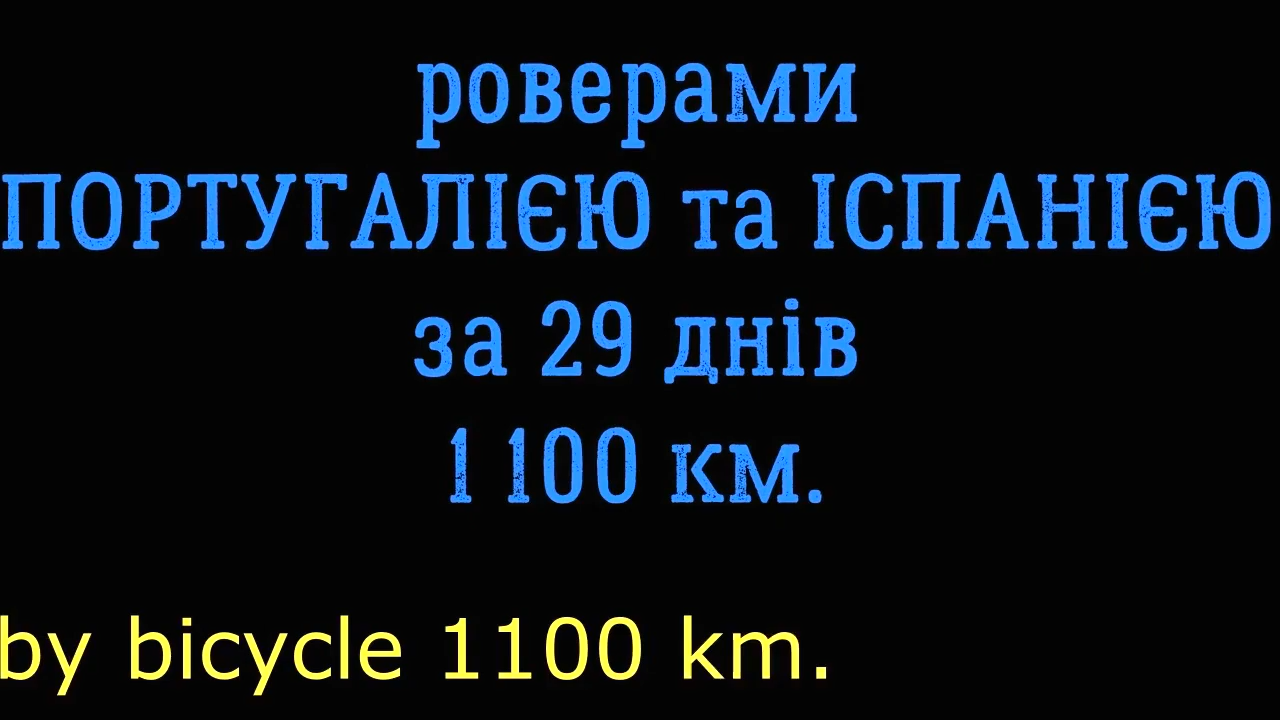 роверами
ПОРТУГАЛІЄЮ та ІСПАНІЄЮ
за 29 днів
1 100 км.
by bicycle 1100 km.